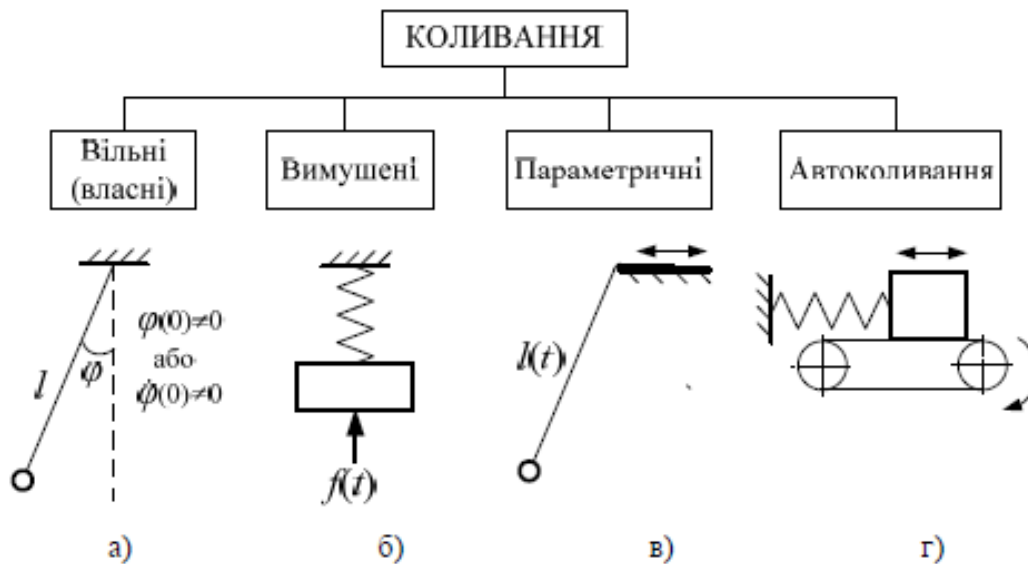 КОЛИВАННЯ
Вільні
(власні)
Вимушені
Параметричні
Автоколивання
φ(0)≠0
або
φ̇(0)≠0
φ
l
f(t)
l(t)
а)
б)
в)
г)